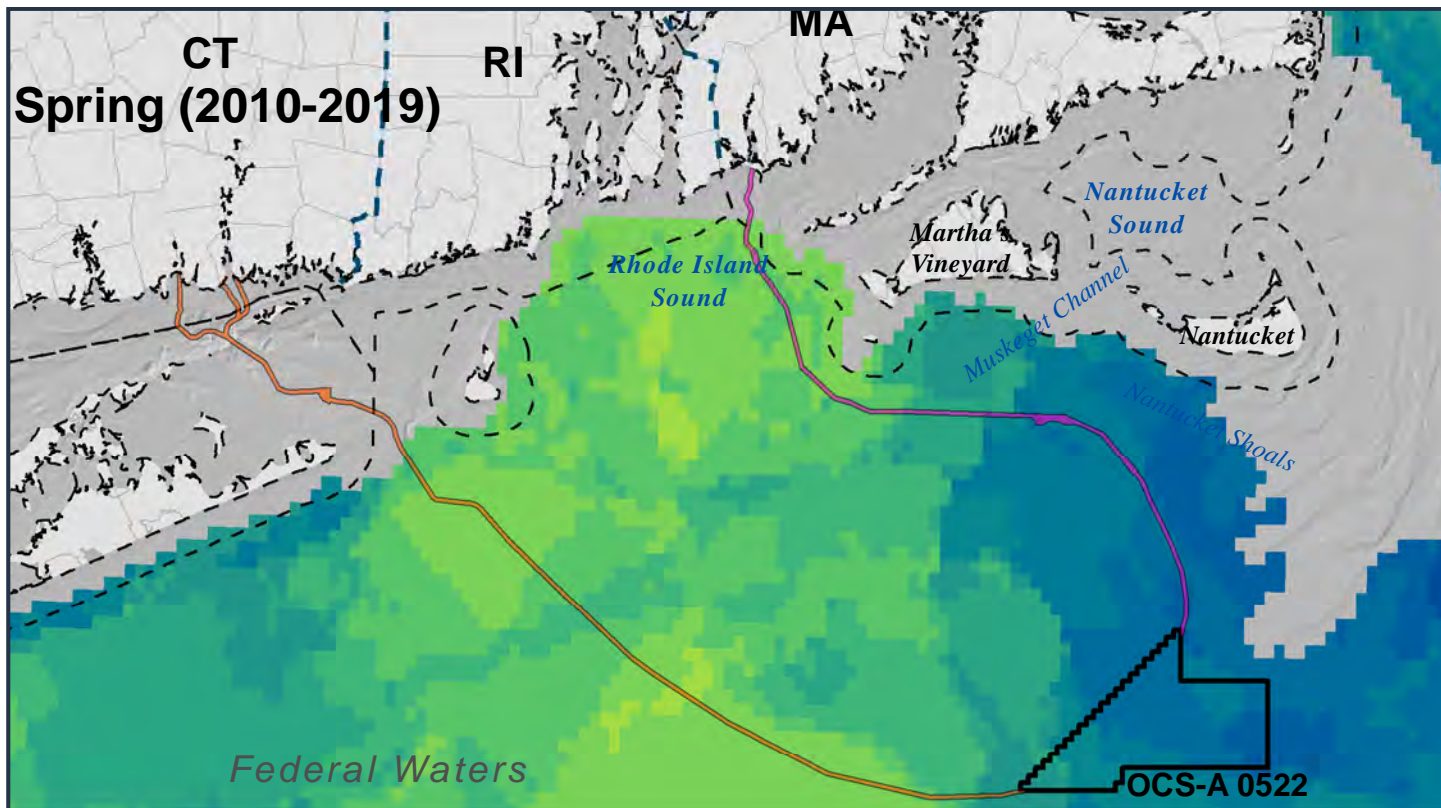 MA
CT
RI
Spring (2010-2019)
Nantucket
Sound
Martha's
Vineyard
Rhode Island
Sound
Muskeget Channel
Nantucket
Nantucket Shoals
Federal Waters
OCS-A 0522